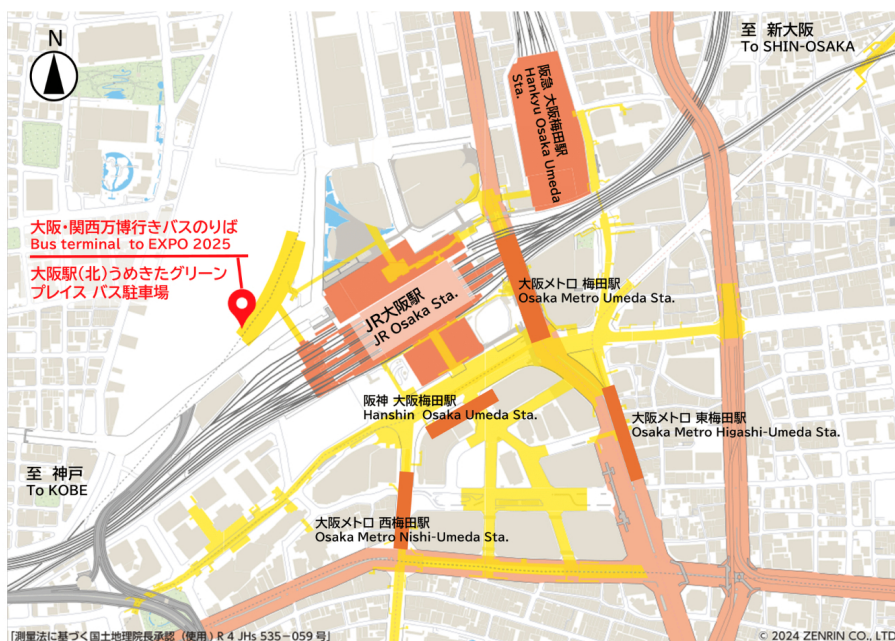 N
至 新大阪
To SHIN-OSAKA
阪急 大阪梅田駅
Hankyu Osaka Umeda
Sta.
大阪・関西万博行きバスのりば
Bus terminal to EXPO 2025
大阪駅(北)うめきたグリーン
プレイス バス駐車場
大阪メトロ 梅田駅
Osaka Metro Umeda Sta.
JR大阪駅
JR Osaka Sta.
阪神 大阪梅田駅
Hanshin Osaka Umeda Sta.
大阪メトロ 東梅田駅
Osaka Metro Higashi-Umeda Sta.
至 神戸
To KOBE
大阪メトロ 西梅田駅
Osaka Metro Nishi-Umeda Sta.
「測量法に基づく国土地理院長承認(使用)R 4 JHs 535-059 号」
© 2024 ZENRIN CO., LTD